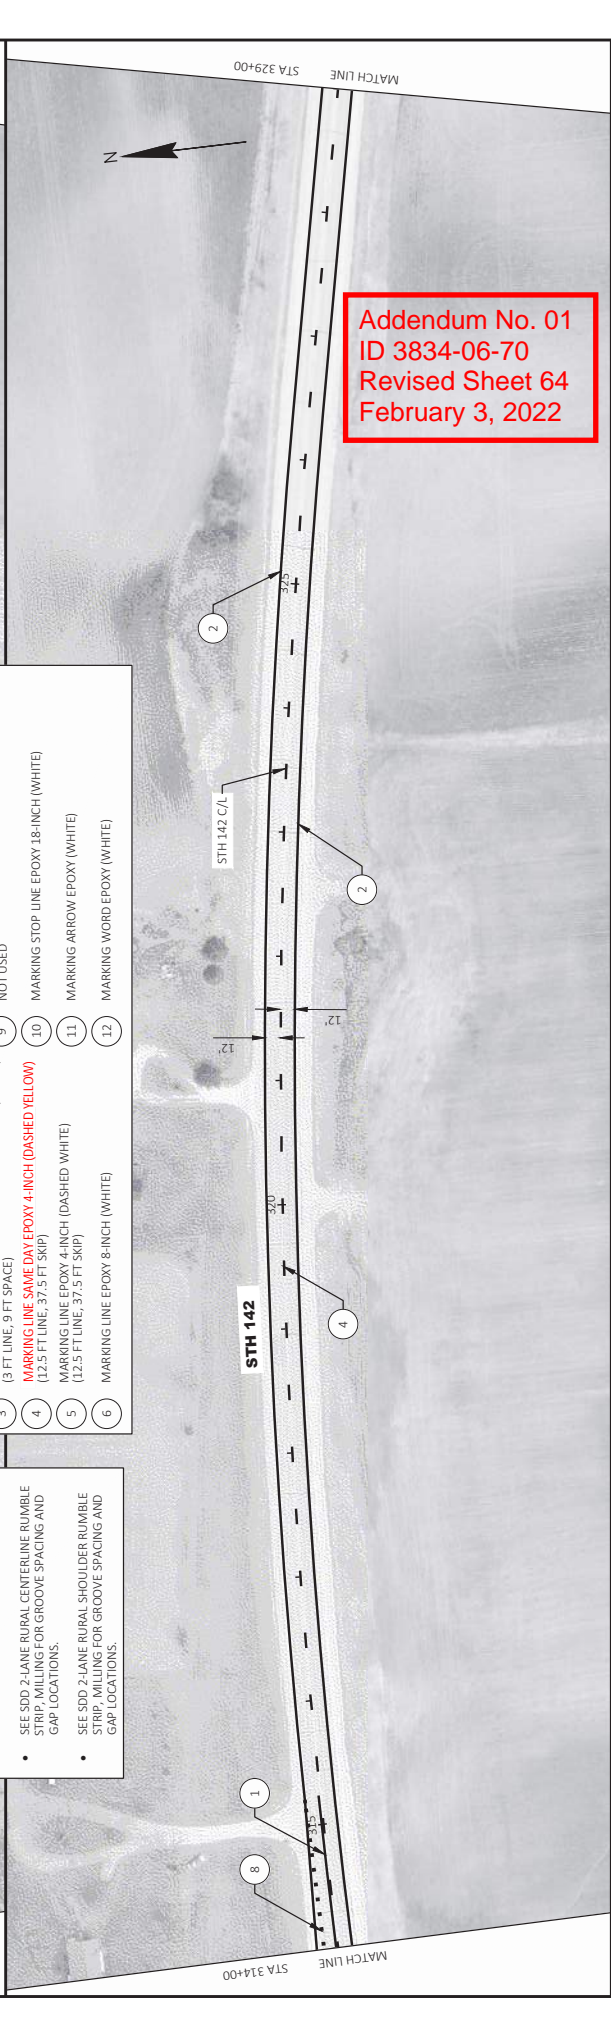 STA 329+00
MATCH LINE
N
Addendum No. 01
ID 3834-06-70
Revised Sheet 64
February 3, 2022
325
2
STH 142 C/L
2
12'
12'
320
STH 142
4
315
1
8
STA 314+00
MATCH LINE
3
(3 FT LINE, 9 FT SPACE)
4
MARKING LINE SAME DAY EPOXY 4-INCH (DASHED YELLOW)
(12.5 FT LINE, 37.5 FT SKIP)
5
MARKING LINE EPOXY 4-INCH (DASHED WHITE)
(12.5 FT LINE, 37.5 FT SKIP)
6
MARKING LINE EPOXY 8-INCH (WHITE)
9
NOT USED
10
MARKING STOP LINE EPOXY 18-INCH (WHITE)
11
MARKING ARROW EPOXY (WHITE)
12
MARKING WORD EPOXY (WHITE)
• SEE SDD 2-LANE RURAL CENTERLINE RUMBLE
STRIP, MILLING FOR GROOVE SPACING AND
GAP LOCATIONS.
• SEE SDD 2-LANE RURAL SHOULDER RUMBLE
STRIP, MILLING FOR GROOVE SPACING AND
GAP LOCATIONS.